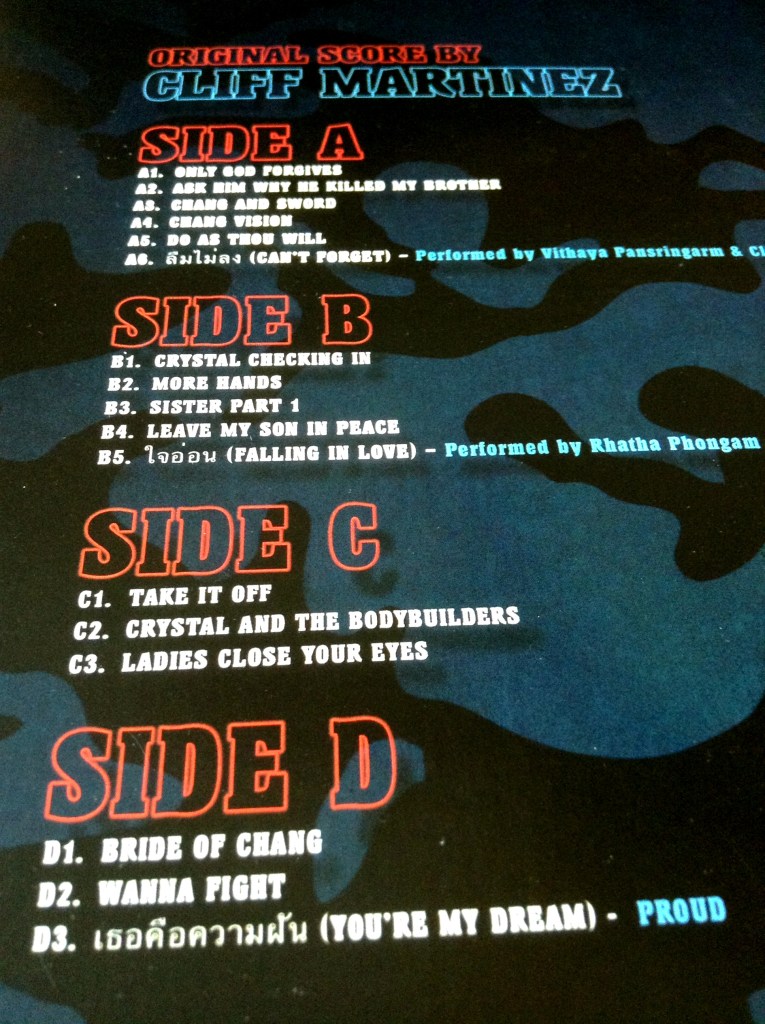 ORIGINAL SCORE BY
CLIFF MARTINEZ
SIDE A
A1. ONLY GOD FORGIVES
A2. ASK HIM WHY HE KILLED MY BROTHER
A3. CHANG AND SWORD
A4. CHANG VISION
A5. DO AS THOU WILL
A6. ลืมไม่ลง (CAN'T FORGET) – Performed by Vithaya Pansringarm &
SIDE B
B1. CRYSTAL CHECKING IN
B2. MORE HANDS
B3. SISTER PART 1
B4. LEAVE MY SON IN PEACE
B5. ใจอ่อน (FALLING IN LOVE) – Performed by Rhatha Phongam
SIDE C
C1. TAKE IT OFF
C2. CRYSTAL AND THE BODYBUILDERS
C3. LADIES CLOSE YOUR EYES
SIDE D
D1. BRIDE OF CHANG
D2. WANNA FIGHT
D3. เธอคือความฝัน (YOU'RE MY DREAM) - PROUD